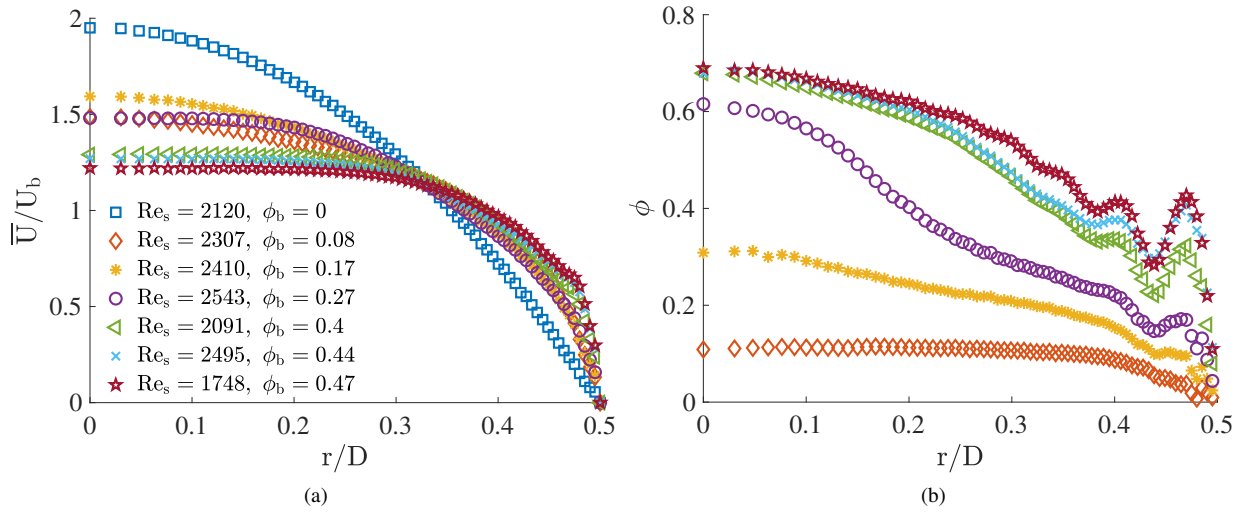 2
1.5
1
0.5
0
U̅/U_b
Re_s = 2120, ϕ_b = 0
Re_s = 2307, ϕ_b = 0.08
Re_s = 2410, ϕ_b = 0.17
Re_s = 2543, ϕ_b = 0.27
Re_s = 2091, ϕ_b = 0.4
Re_s = 2495, ϕ_b = 0.44
Re_s = 1748, ϕ_b = 0.47
0 0.1 0.2 0.3 0.4 0.5
r/D
(a)
0.8
0.6
0.4
0.2
0
ϕ
0 0.1 0.2 0.3 0.4 0.5
r/D
(b)